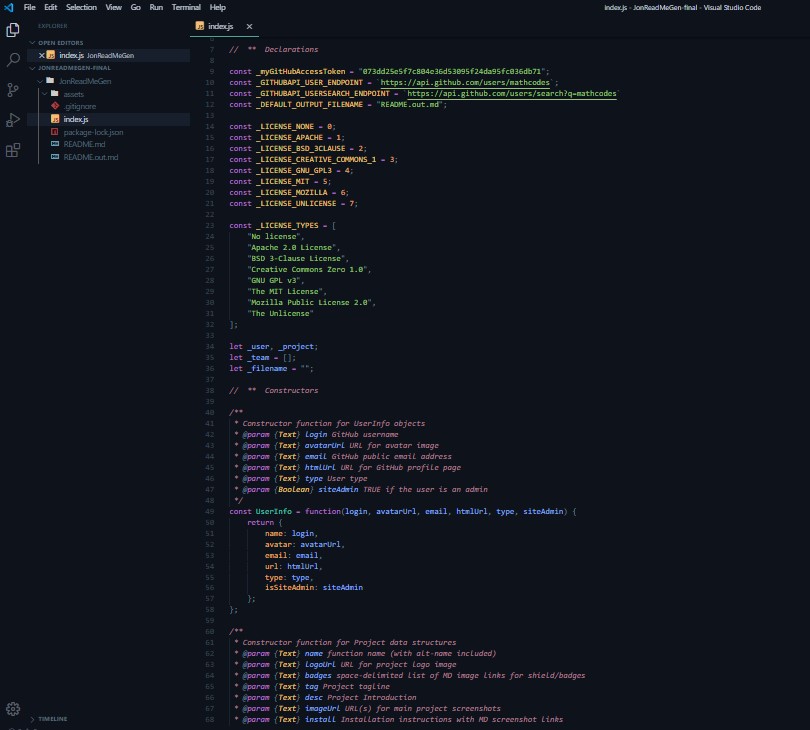 File Edit Selection View Go Run Terminal Help
index.js - JonReadMeGen-final - Visual Studio Code
EXPLORER
OPEN EDITORS
index.js JonReadMeGen
JONREADMEGEN-FINAL
JonReadMeGen
assets
.gitignore
index.js
package-lock.json
README.md
README.out.md
TIMELINE
index.js
6
7 // ** Declarations
8
9 const _myGitHubAccessToken = "073dd25e5f7c804e36d53095f24da95fc036db71";
10 const _GITHUBAPI_USER_ENDPOINT = `https://api.github.com/users/mathcodes`;
11 const _GITHUBAPI_USERSEARCH_ENDPOINT = `https://api.github.com/users/search?q=mathcodes`
12 const _DEFAULT_OUTPUT_FILENAME = "README.out.md";
13
14 const _LICENSE_NONE = 0;
15 const _LICENSE_APACHE = 1;
16 const _LICENSE_BSD_3CLAUSE = 2;
17 const _LICENSE_CREATIVE_COMMONS_1 = 3;
18 const _LICENSE_GNU_GPL3 = 4;
19 const _LICENSE_MIT = 5;
20 const _LICENSE_MOZILLA = 6;
21 const _LICENSE_UNLICENSE = 7;
22
23 const _LICENSE_TYPES = [
24 "No license",
25 "Apache 2.0 License",
26 "BSD 3-Clause License",
27 "Creative Commons Zero 1.0",
28 "GNU GPL v3",
29 "The MIT License",
30 "Mozilla Public License 2.0",
31 "The Unlicense"
32 ];
33
34 let _user, _project;
35 let _team = [];
36 let _filename = "";
37
38 // ** Constructors
39
40 /**
41 * Constructor function for UserInfo objects
42 * @param {Text} login GitHub username
43 * @param {Text} avatarUrl URL for avatar image
44 * @param {Text} email GitHub public email address
45 * @param {Text} htmlUrl URL for GitHub profile page
46 * @param {Text} type User type
47 * @param {Boolean} siteAdmin TRUE if the user is an admin
48 */
49 const UserInfo = function(login, avatarUrl, email, htmlUrl, type, siteAdmin) {
50 return {
51 name: login,
52 avatar: avatarUrl,
53 email: email,
54 url: htmlUrl,
55 type: type,
56 isSiteAdmin: siteAdmin
57 };
58 };
59
60 /**
61 * Constructor function for Project data structures
62 * @param {Text} name function name (with alt-name included)
63 * @param {Text} logoUrl URL for project logo image
64 * @param {Text} badges space-delimited list of MD image links for shield/badges
65 * @param {Text} tag Project tagline
66 * @param {Text} desc Project Introduction
67 * @param {Text} imageUrl URL(s) for main project screenshots
68 * @param {Text} install Installation instructions with MD screenshot links